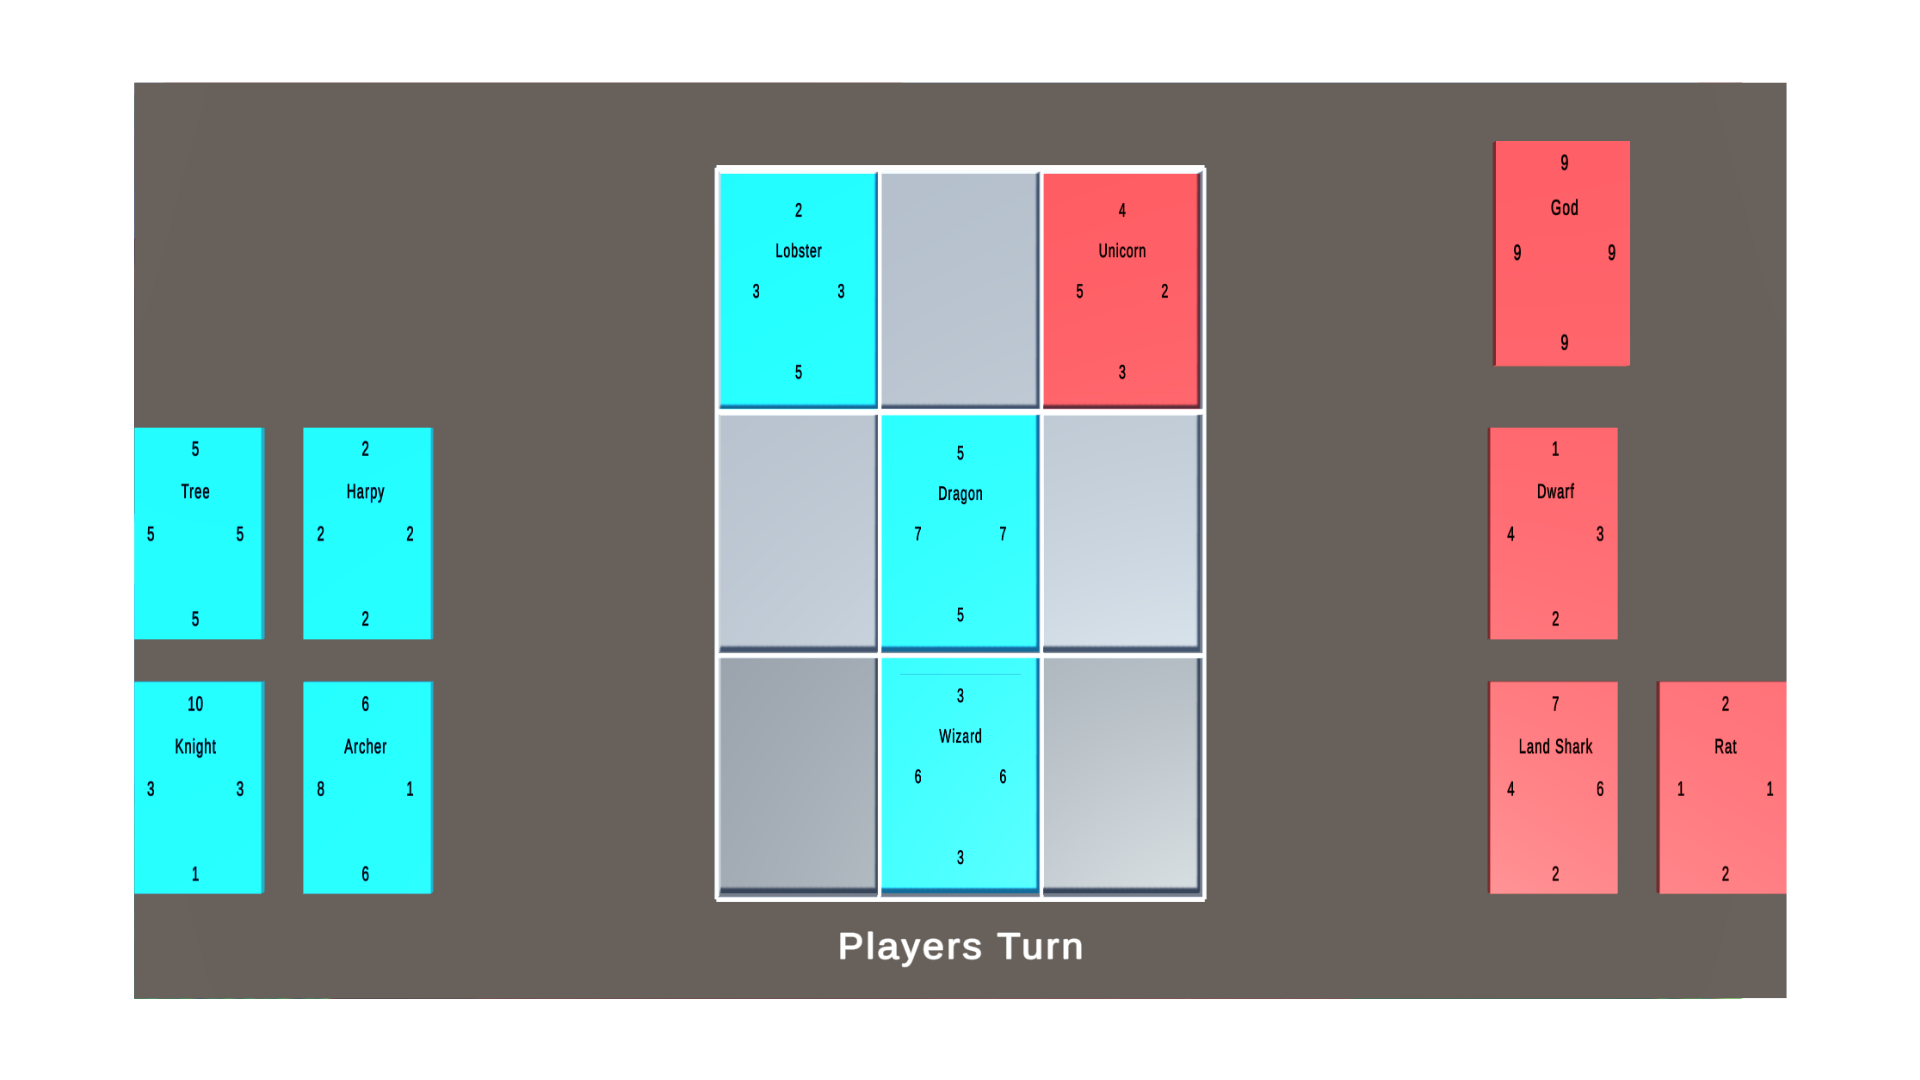 5
Tree
5 5
5
2
Harpy
2 2
2
10
Knight
3 3
1
6
Archer
8 1
6
2
Lobster
3 3
5
4
Unicorn
5 2
3
5
Dragon
7 7
5
3
Wizard
6 6
3
9
God
9 9
9
1
Dwarf
4 3
2
7
Land Shark
4 6
2
2
Rat
1 1
2
Players Turn